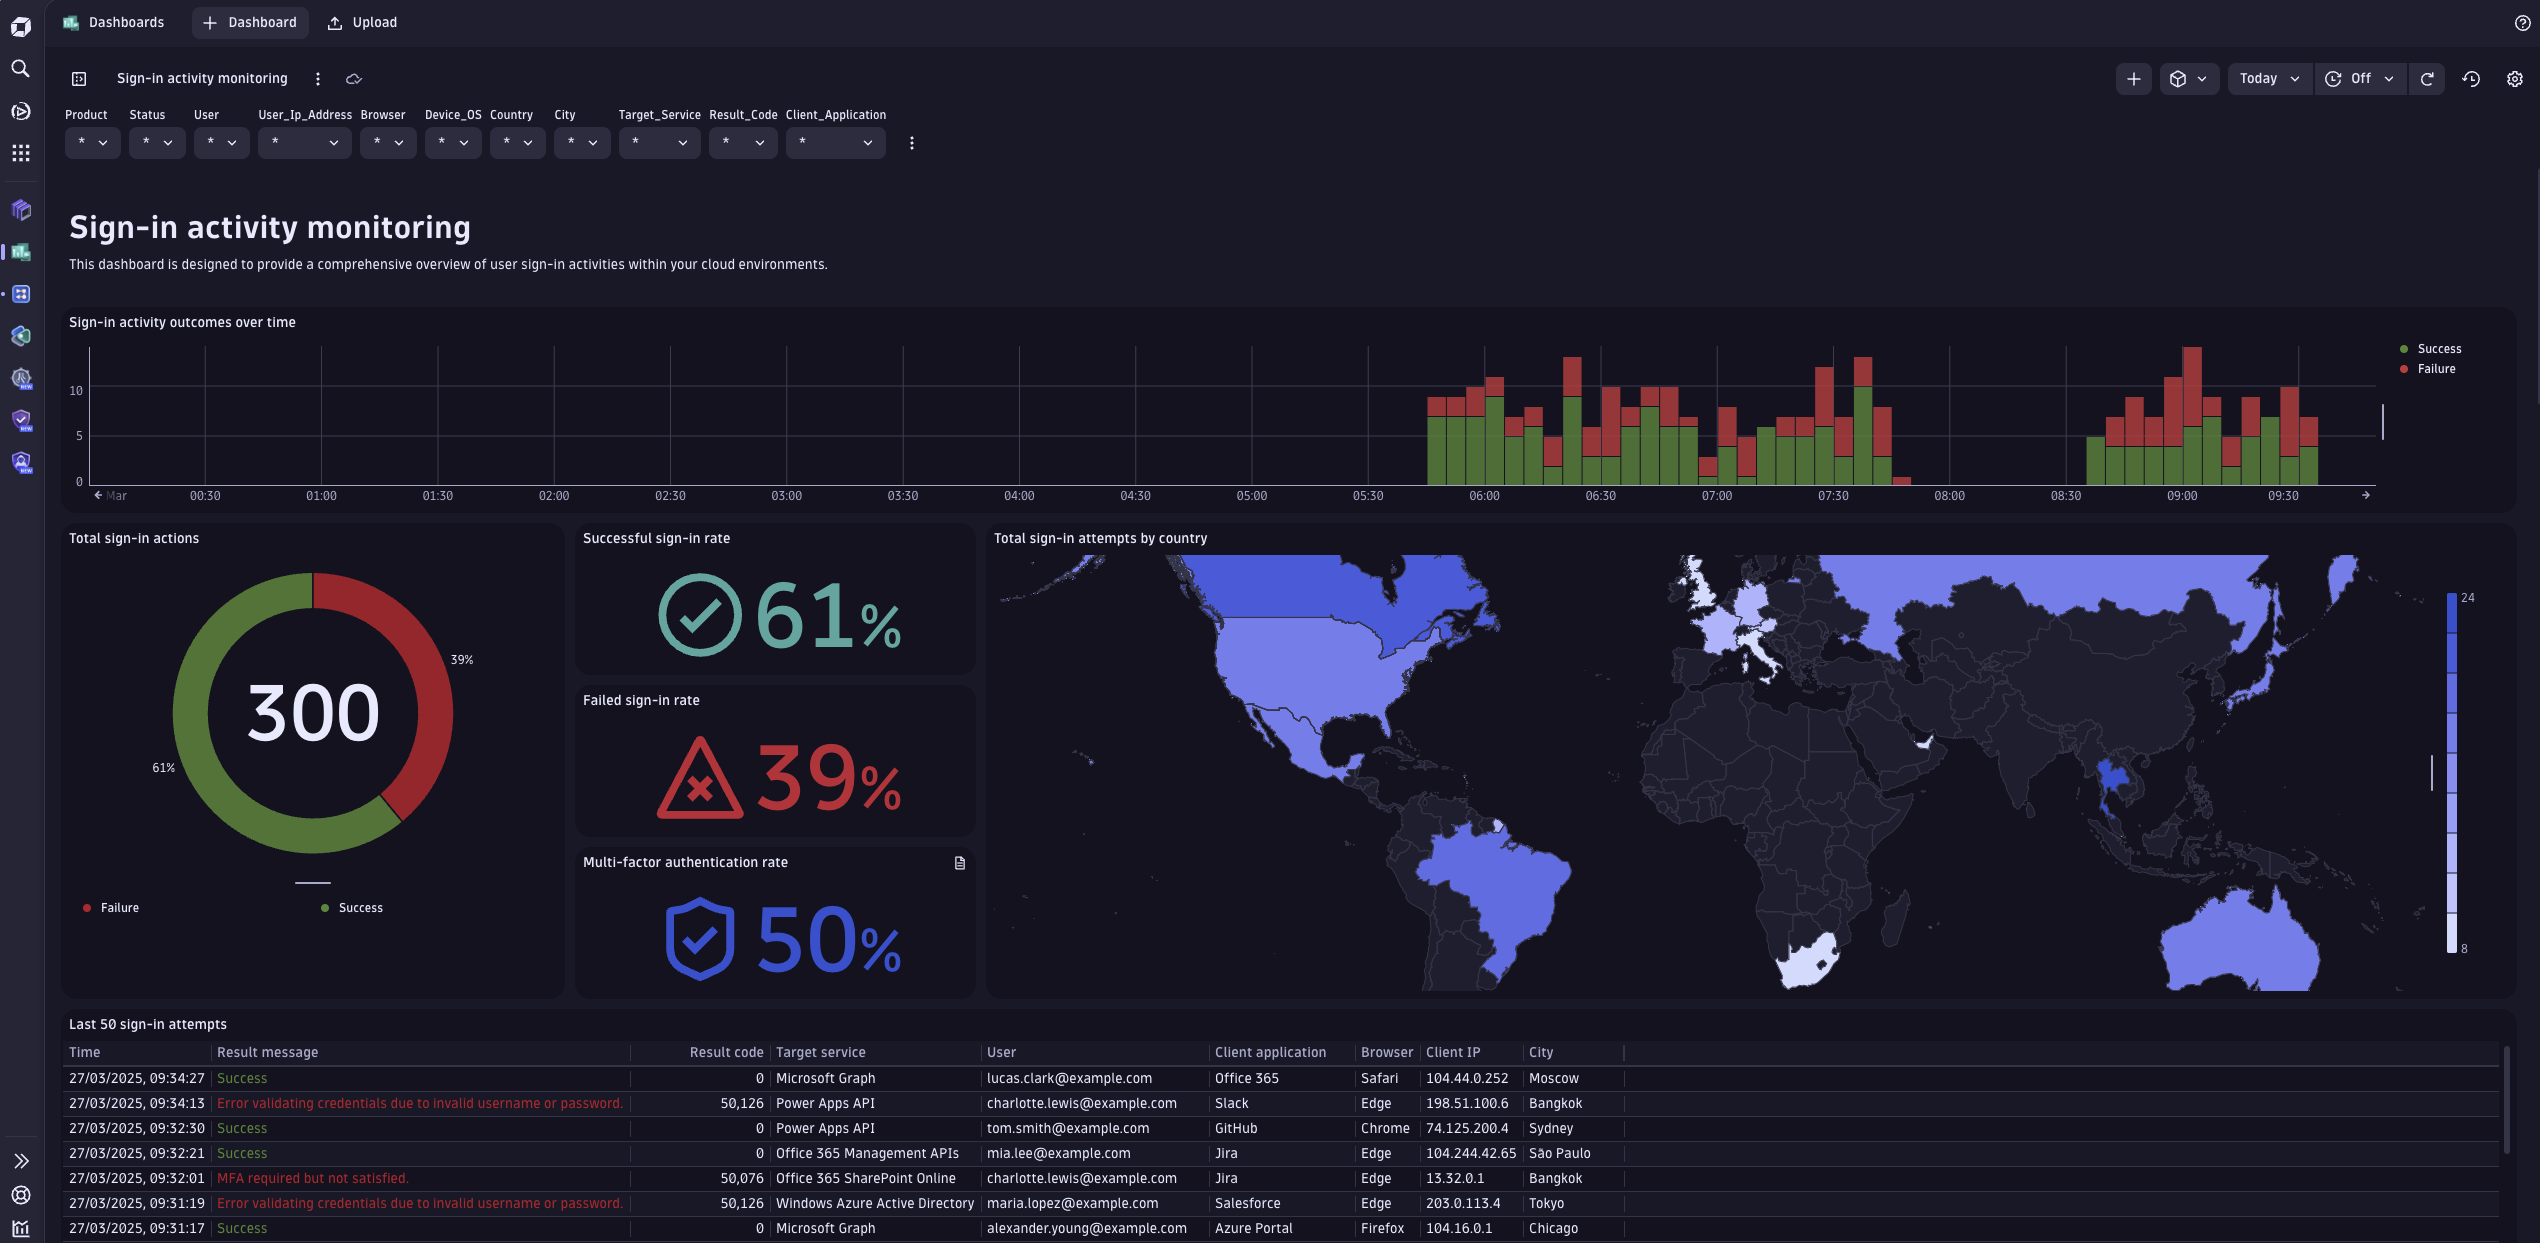 Dashboards
Dashboard
Upload
Sign-in activity monitoring
Today
Off
Product Status User User_Ip_Address Browser Device_OS Country City Target_Service Result_Code Client_Application
* * * * * * * * * * *
Sign-in activity monitoring
This dashboard is designed to provide a comprehensive overview of user sign-in activities within your cloud environments.
Sign-in activity outcomes over time
10
5
0
Mar 00:30 01:00 01:30 02:00 02:30 03:00 03:30 04:00 04:30 05:00 05:30 06:00 06:30 07:00 07:30 08:00 08:30 09:00 09:30
Success
Failure
Total sign-in actions
39%
300
61%
Failure
Success
Successful sign-in rate
61%
Failed sign-in rate
39%
Multi-factor authentication rate
50%
Total sign-in attempts by country
24
8
Last 50 sign-in attempts
Time Result message Result code Target service User Client application Browser Client IP City
27/03/2025, 09:34:27 Success 0 Microsoft Graph lucas.clark@example.com Office 365 Safari 104.44.0.252 Moscow
27/03/2025, 09:34:13 Error validating credentials due to invalid username or password. 50,126 Power Apps API charlotte.lewis@example.com Slack Edge 198.51.100.6 Bangkok
27/03/2025, 09:32:30 Success 0 Power Apps API tom.smith@example.com GitHub Chrome 74.125.200.4 Sydney
27/03/2025, 09:32:21 Success 0 Office 365 Management APIs mia.lee@example.com Jira Edge 104.244.42.65 São Paulo
27/03/2025, 09:32:01 MFA required but not satisfied. 50,076 Office 365 SharePoint Online charlotte.lewis@example.com Jira Edge 13.32.0.1 Bangkok
27/03/2025, 09:31:19 Error validating credentials due to invalid username or password. 50,126 Windows Azure Active Directory maria.lopez@example.com Salesforce Edge 203.0.113.4 Tokyo
27/03/2025, 09:31:17 Success 0 Microsoft Graph alexander.young@example.com Azure Portal Firefox 104.16.0.1 Chicago